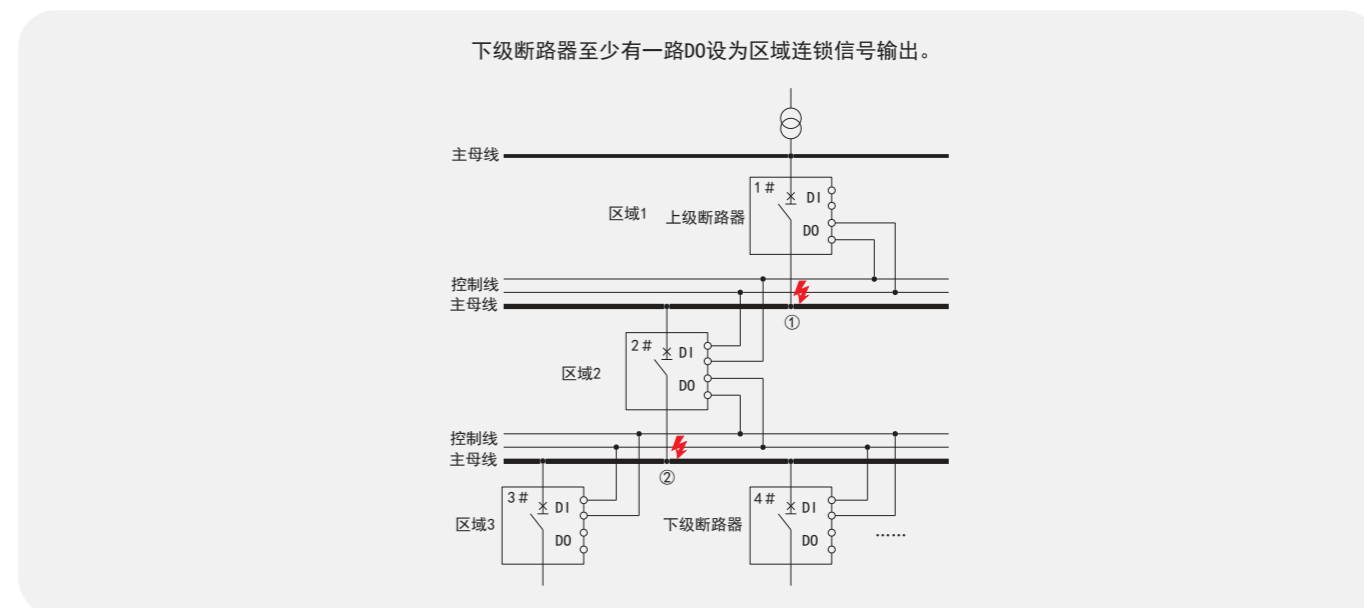 下级断路器至少有一路DO设为区域连锁信号输出。
主母线
1# DI
区域1 上级断路器
DO
控制线
主母线
①
2# DI
区域2
DO
控制线
主母线
②
3# DI
区域3
DO
4# DI
下级断路器
DO
……